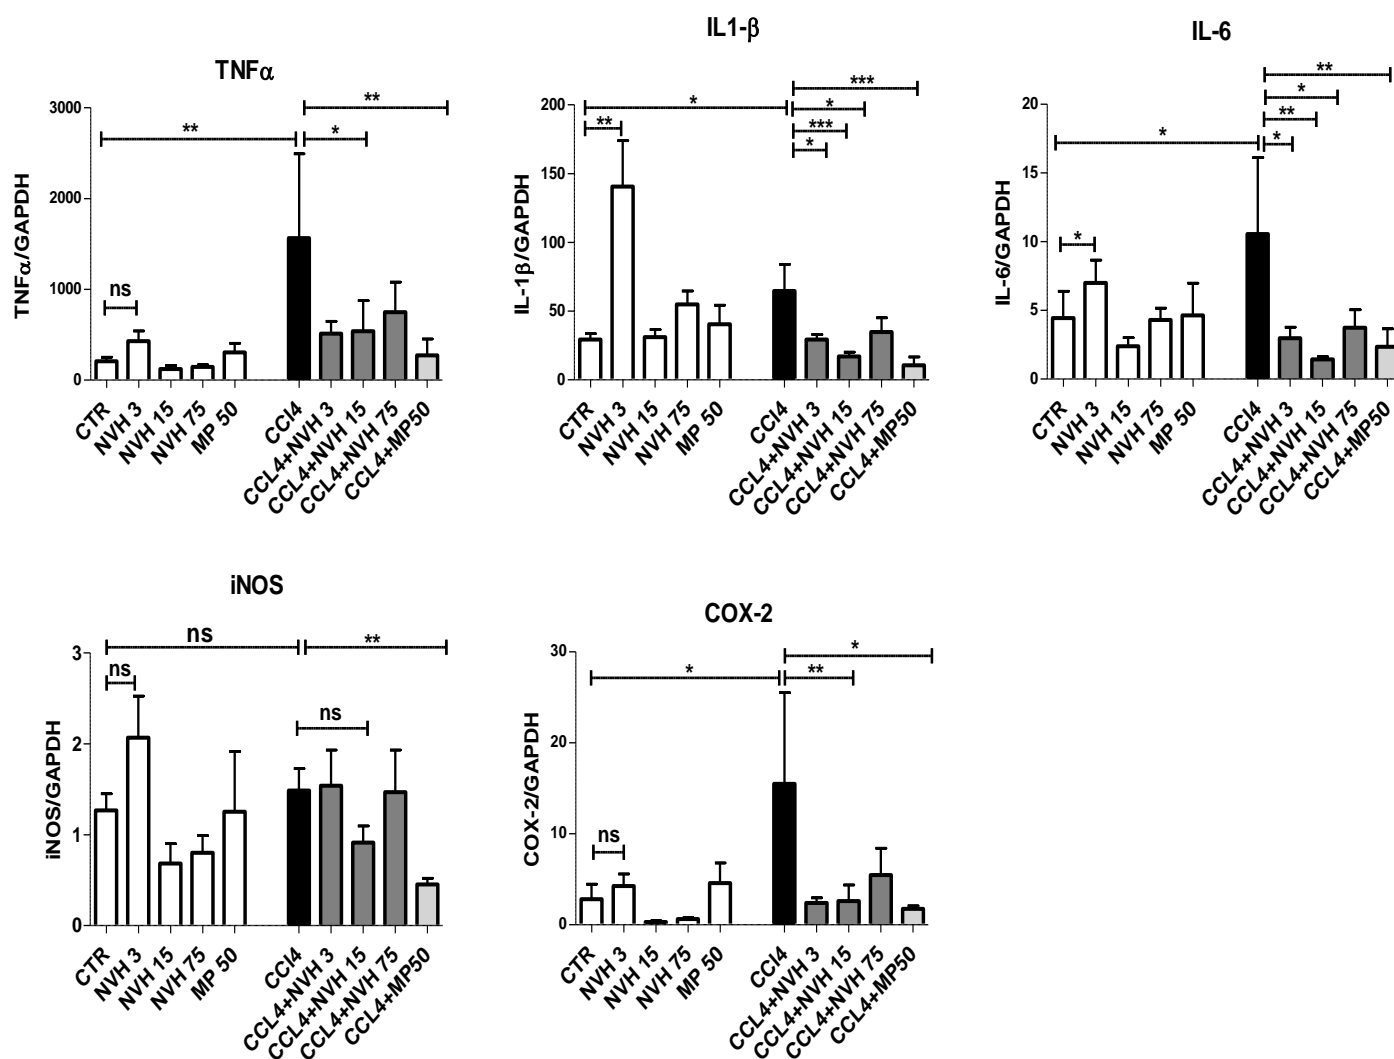 TNFα
**
**
*
ns
TNFα/GAPDH
3000
2000
1000
0
CTR
NVH 3
NVH 15
NVH 75
MP 50
CCl4
CCL4+NVH 3
CCL4+NVH 15
CCL4+NVH 75
CCL4+MP50
IL1-β
***
*
*
***
**
*
IL-1β/GAPDH
200
150
100
50
0
CTR
NVH 3
NVH 15
NVH 75
MP 50
CCl4
CCL4+NVH 3
CCL4+NVH 15
CCL4+NVH 75
CCL4+MP50
IL-6
**
*
**
*
*
*
IL-6/GAPDH
20
15
10
5
0
CTR
NVH 3
NVH 15
NVH 75
MP 50
CCl4
CCL4+NVH 3
CCL4+NVH 15
CCL4+NVH 75
CCL4+MP50
iNOS
ns
**
ns
ns
iNOS/GAPDH
3
2
1
0
CTR
NVH 3
NVH 15
NVH 75
MP 50
CCl4
CCL4+NVH 3
CCL4+NVH 15
CCL4+NVH 75
CCL4+MP50
COX-2
*
*
**
ns
COX-2/GAPDH
30
20
10
0
CTR
NVH 3
NVH 15
NVH 75
MP 50
CCl4
CCL4+NVH 3
CCL4+NVH 15
CCL4+NVH 75
CCL4+MP50